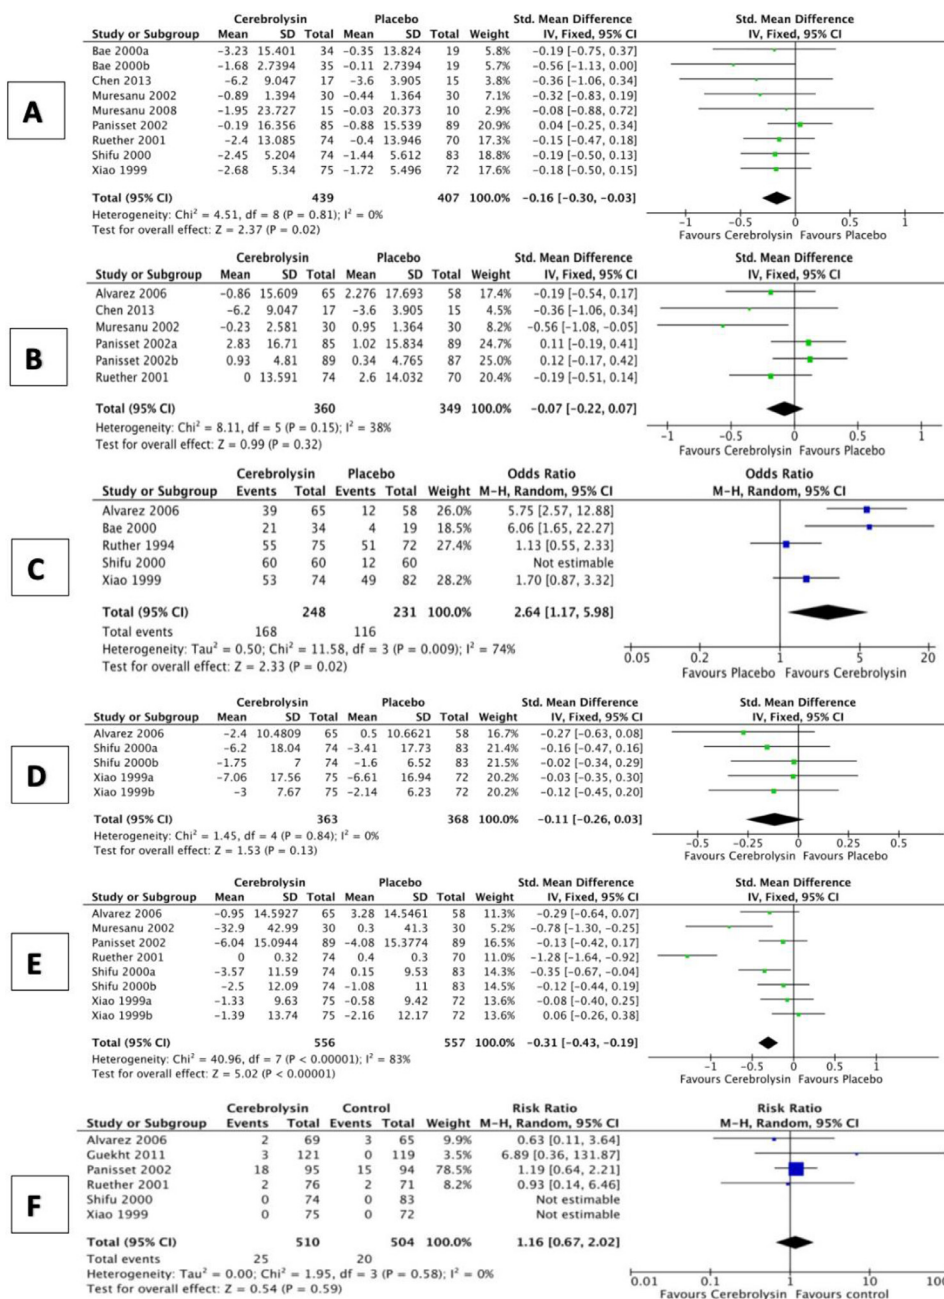 A
Cerebrolysin Placebo Std. Mean Difference Std. Mean Difference
Study or Subgroup Mean SD Total Mean SD Total Weight IV, Fixed, 95% CI IV, Fixed, 95% CI
Bae 2000a −3.23 15.401 34 −0.35 13.824 19 5.8% −0.19 [−0.75, 0.37]
Bae 2000b −1.68 2.7394 35 −0.11 2.7394 19 5.7% −0.56 [−1.13, 0.00]
Chen 2013 −6.2 9.047 17 −3.6 3.905 15 3.7% −0.36 [−1.06, 0.34]
Muresanu 2002 −0.89 1.394 30 −0.44 1.364 30 7.1% −0.32 [−0.83, 0.19]
Muresanu 2008 −1.95 23.727 15 −0.03 20.373 10 2.9% −0.08 [−0.88, 0.72]
Panisset 2002 −0.19 16.356 85 −0.88 15.539 89 20.9% 0.04 [−0.25, 0.34]
Ruether 2001 −2.4 13.085 74 −0.4 13.946 70 17.3% −0.15 [−0.47, 0.18]
Shifu 2000 −2.45 5.204 74 −1.44 5.612 83 18.8% −0.19 [−0.50, 0.13]
Xiao 1999 −2.68 5.34 75 −1.72 5.496 72 17.6% −0.18 [−0.50, 0.15]
Total (95% CI) 439 407 100.0% −0.16 [−0.30, −0.03]
Heterogeneity: Chi² = 4.51, df = 8 (P = 0.81); I² = 0%
Test for overall effect: Z = 2.37 (P = 0.02)
−1 −0.5 0 0.5 1
Favours Cerebrolysin Favours Placebo
B
Cerebrolysin Placebo Std. Mean Difference Std. Mean Difference
Study or Subgroup Mean SD Total Mean SD Total Weight IV, Fixed, 95% CI IV, Fixed, 95% CI
Alvarez 2006 −0.86 15.609 65 2.276 17.693 58 17.4% −0.19 [−0.54, 0.17]
Chen 2013 −6.2 9.047 17 −3.6 3.905 15 4.5% −0.36 [−1.06, 0.34]
Muresanu 2002 −0.23 2.581 30 0.95 1.364 30 8.2% −0.56 [−1.08, −0.05]
Panisset 2002a 2.83 16.71 85 1.02 15.834 89 24.7% 0.11 [−0.19, 0.41]
Panisset 2002b 0.93 4.81 89 0.34 4.765 87 25.0% 0.12 [−0.17, 0.42]
Ruether 2001 0 13.591 74 2.6 14.032 70 20.4% −0.19 [−0.51, 0.14]
Total (95% CI) 360 349 100.0% −0.07 [−0.22, 0.07]
Heterogeneity: Chi² = 8.11, df = 5 (P = 0.15); I² = 38%
Test for overall effect: Z = 0.99 (P = 0.32)
−1 −0.5 0 0.5 1
Favours Cerebrolysin Favours Placebo
C
Cerebrolysin Placebo Odds Ratio Odds Ratio
Study or Subgroup Events Total Events Total Weight M-H, Random, 95% CI M-H, Random, 95% CI
Alvarez 2006 39 65 12 58 26.0% 5.75 [2.57, 12.88]
Bae 2000 21 34 4 19 18.5% 6.06 [1.65, 22.27]
Ruther 1994 55 75 51 72 27.4% 1.13 [0.55, 2.33]
Shifu 2000 60 60 12 60 Not estimable
Xiao 1999 53 74 49 82 28.2% 1.70 [0.87, 3.32]
Total (95% CI) 248 231 100.0% 2.64 [1.17, 5.98]
Total events 168 116
Heterogeneity: Tau² = 0.50; Chi² = 11.58, df = 3 (P = 0.009); I² = 74%
Test for overall effect: Z = 2.33 (P = 0.02)
0.05 0.2 1 5 20
Favours Placebo Favours Cerebrolysin
D
Cerebrolysin Placebo Std. Mean Difference Std. Mean Difference
Study or Subgroup Mean SD Total Mean SD Total Weight IV, Fixed, 95% CI IV, Fixed, 95% CI
Alvarez 2006 −2.4 10.4809 65 0.5 10.6621 58 16.7% −0.27 [−0.63, 0.08]
Shifu 2000a −6.2 18.04 74 −3.41 17.73 83 21.4% −0.16 [−0.47, 0.16]
Shifu 2000b −1.75 7 74 −1.6 6.52 83 21.5% −0.02 [−0.34, 0.29]
Xiao 1999a −7.06 17.56 75 −6.61 16.94 72 20.2% −0.03 [−0.35, 0.30]
Xiao 1999b −3 7.67 75 −2.14 6.23 72 20.2% −0.12 [−0.45, 0.20]
Total (95% CI) 363 368 100.0% −0.11 [−0.26, 0.03]
Heterogeneity: Chi² = 1.45, df = 4 (P = 0.84); I² = 0%
Test for overall effect: Z = 1.53 (P = 0.13)
−0.5 −0.25 0 0.25 0.5
Favours Cerebrolysin Favours Placebo
E
Cerebrolysin Placebo Std. Mean Difference Std. Mean Difference
Study or Subgroup Mean SD Total Mean SD Total Weight IV, Fixed, 95% CI IV, Fixed, 95% CI
Alvarez 2006 −0.95 14.5927 65 3.28 14.5461 58 11.3% −0.29 [−0.64, 0.07]
Muresanu 2002 −32.9 42.99 30 0.3 41.3 30 5.2% −0.78 [−1.30, −0.25]
Panisset 2002 −6.04 15.0944 89 −4.08 15.3774 89 16.5% −0.13 [−0.42, 0.17]
Ruether 2001 0 0.32 74 0.4 0.3 70 11.0% −1.28 [−1.64, −0.92]
Shifu 2000a −3.57 11.59 74 0.15 9.53 83 14.3% −0.35 [−0.67, −0.04]
Shifu 2000b −2.5 12.09 74 −1.08 11 83 14.5% −0.12 [−0.44, 0.19]
Xiao 1999a −1.33 9.63 75 −0.58 9.42 72 13.6% −0.08 [−0.40, 0.25]
Xiao 1999b −1.39 13.74 75 −2.16 12.17 72 13.6% 0.06 [−0.26, 0.38]
Total (95% CI) 556 557 100.0% −0.31 [−0.43, −0.19]
Heterogeneity: Chi² = 40.96, df = 7 (P < 0.00001); I² = 83%
Test for overall effect: Z = 5.02 (P < 0.00001)
−1 −0.5 0 0.5 1
Favours Cerebrolysin Favours Placebo
F
Cerebrolysin Control Risk Ratio Risk Ratio
Study or Subgroup Events Total Events Total Weight M-H, Random, 95% CI M-H, Random, 95% CI
Alvarez 2006 2 69 3 65 9.9% 0.63 [0.11, 3.64]
Guekht 2011 3 121 0 119 3.5% 6.89 [0.36, 131.87]
Panisset 2002 18 95 15 94 78.5% 1.19 [0.64, 2.21]
Ruether 2001 2 76 2 71 8.2% 0.93 [0.14, 6.46]
Shifu 2000 0 74 0 83 Not estimable
Xiao 1999 0 75 0 72 Not estimable
Total (95% CI) 510 504 100.0% 1.16 [0.67, 2.02]
Total events 25 20
Heterogeneity: Tau² = 0.00; Chi² = 1.95, df = 3 (P = 0.58); I² = 0%
Test for overall effect: Z = 0.54 (P = 0.59)
0.01 0.1 1 10 100
Favours Cerebrolysin Favours control